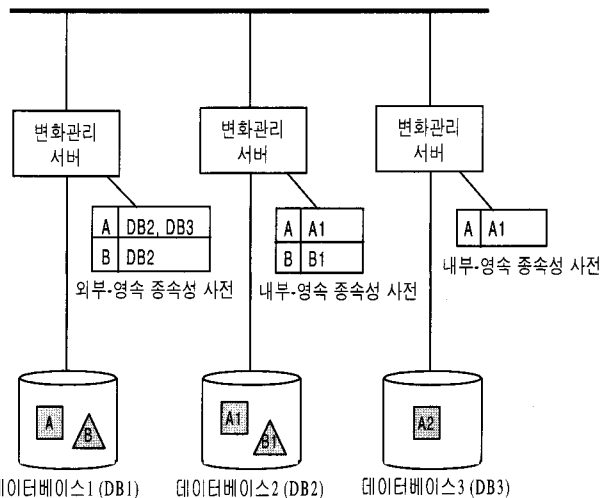 변화관리
서버
변화관리
서버
변화관리
서버
A DB2, DB3
B DB2
외부-영속 종속성 사전
A A1
B B1
내부-영속 종속성 사전
A A1
내부-영속 종속성 사전
A
B
A1
B1
A2
데이터베이스1 (DB1)
데이터베이스2 (DB2)
데이터베이스3 (DB3)